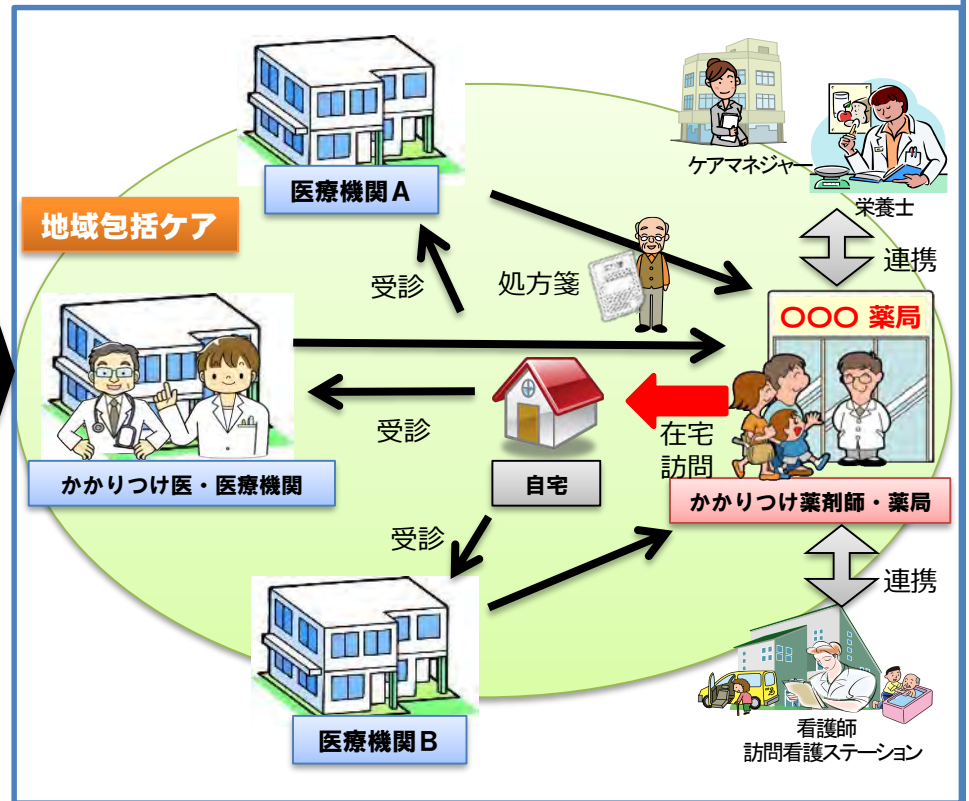 ケアマネジャー
栄養士
医療機関A
地域包括ケア
連携
受診
処方箋
〇〇〇 薬局
受診
在宅
訪問
かかりつけ医・医療機関
自宅
かかりつけ薬剤師・薬局
受診
連携
医療機関B
看護師
訪問看護ステーション